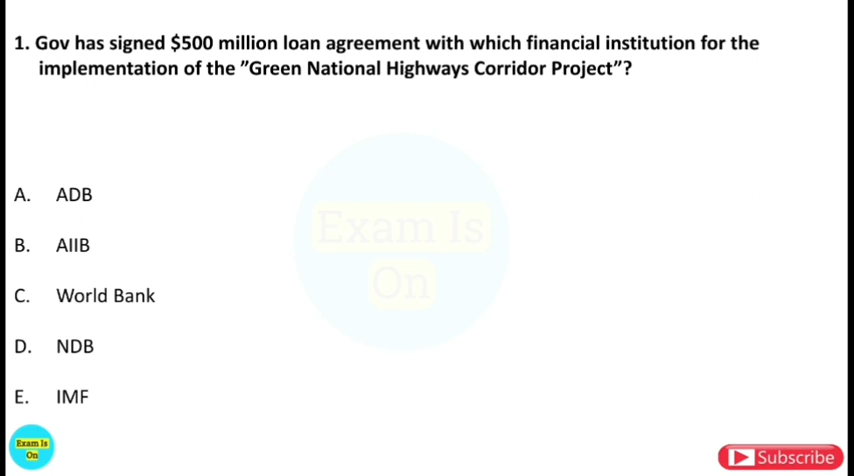 1. Gov has signed $500 million loan agreement with which financial institution for the
implementation of the ”Green National Highways Corridor Project”?
A. ADB
B. AIIB
C. World Bank
D. NDB
E. IMF
Exam Is
On
Exam Is
On
Subscribe